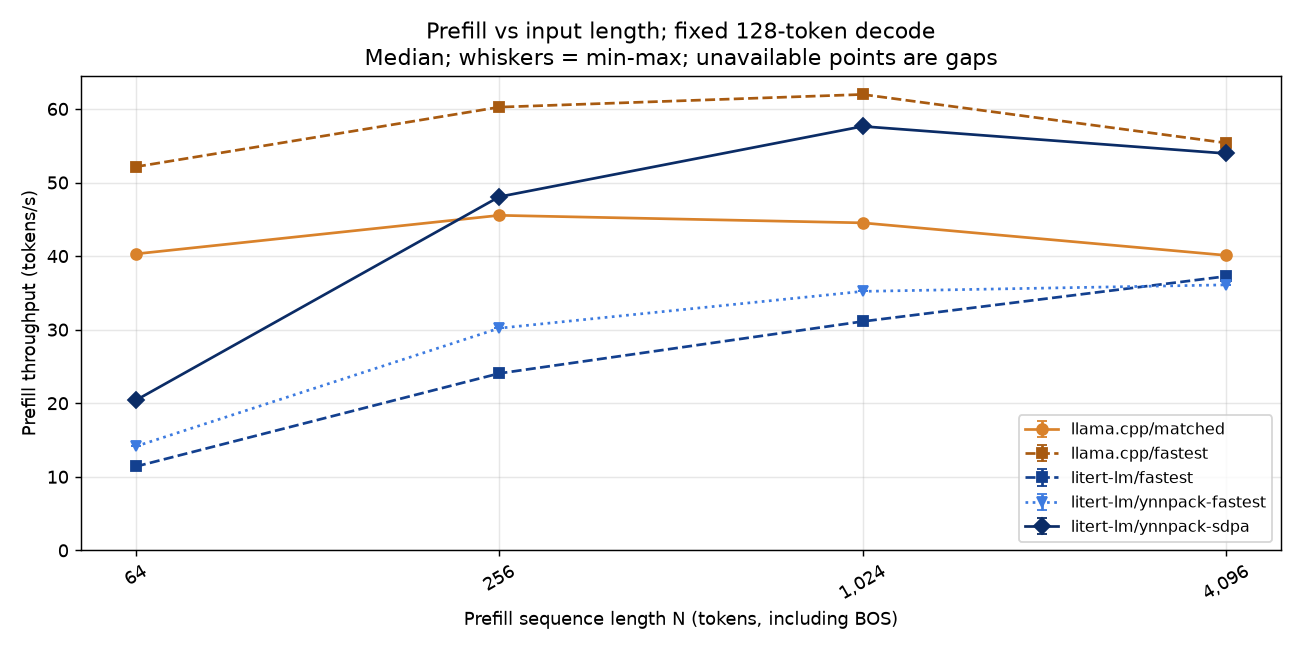 Prefill vs input length; fixed 128-token decode
Median; whiskers = min-max; unavailable points are gaps
Prefill throughput (tokens/s)
60
50
40
30
20
10
0
llama.cpp/matched
llama.cpp/fastest
litert-lm/fastest
litert-lm/ynnpack-fastest
litert-lm/ynnpack-sdpa
64
256
1,024
4,096
Prefill sequence length N (tokens, including BOS)